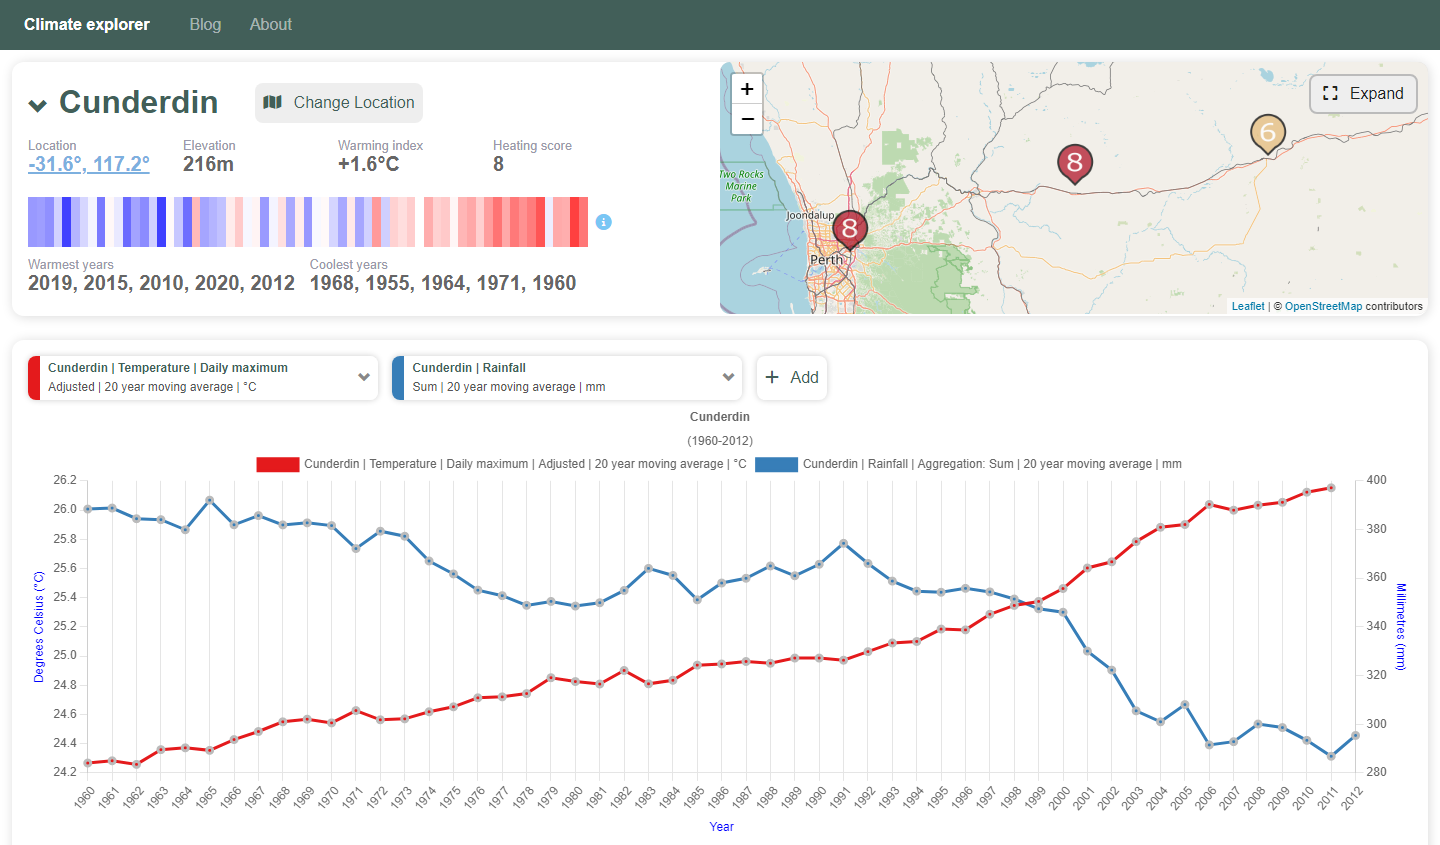 Climate explorer Blog About
Cunderdin Change Location
Location Elevation Warming index Heating score
-31.6°, 117.2° 216m +1.6°C 8
Warmest years Coolest years
2019, 2015, 2010, 2020, 2012 1968, 1955, 1964, 1971, 1960
+
−
Expand
6
8
8
Two Rocks
Marine
Park
Joondalup
Perth
Leaflet | © OpenStreetMap contributors
Cunderdin | Temperature | Daily maximum
Adjusted | 20 year moving average | °C
Cunderdin | Rainfall
Sum | 20 year moving average | mm
+ Add
Cunderdin
(1960-2012)
Cunderdin | Temperature | Daily maximum | Adjusted | 20 year moving average | °C Cunderdin | Rainfall | Aggregation: Sum | 20 year moving average | mm
Degrees Celsius (°C)
26.2
26.0
25.8
25.6
25.4
25.2
25.0
24.8
24.6
24.4
24.2
400
380
360
340
320
300
280
Millimetres (mm)
1960 1961 1962 1963 1964 1965 1966 1967 1968 1969 1970 1971 1972 1973 1974 1975 1976 1977 1978 1979 1980 1981 1982 1983 1984 1985 1986 1987 1988 1989 1990 1991 1992 1993 1994 1995 1996 1997 1998 1999 2000 2001 2002 2003 2004 2005 2006 2007 2008 2009 2010 2011 2012
Year